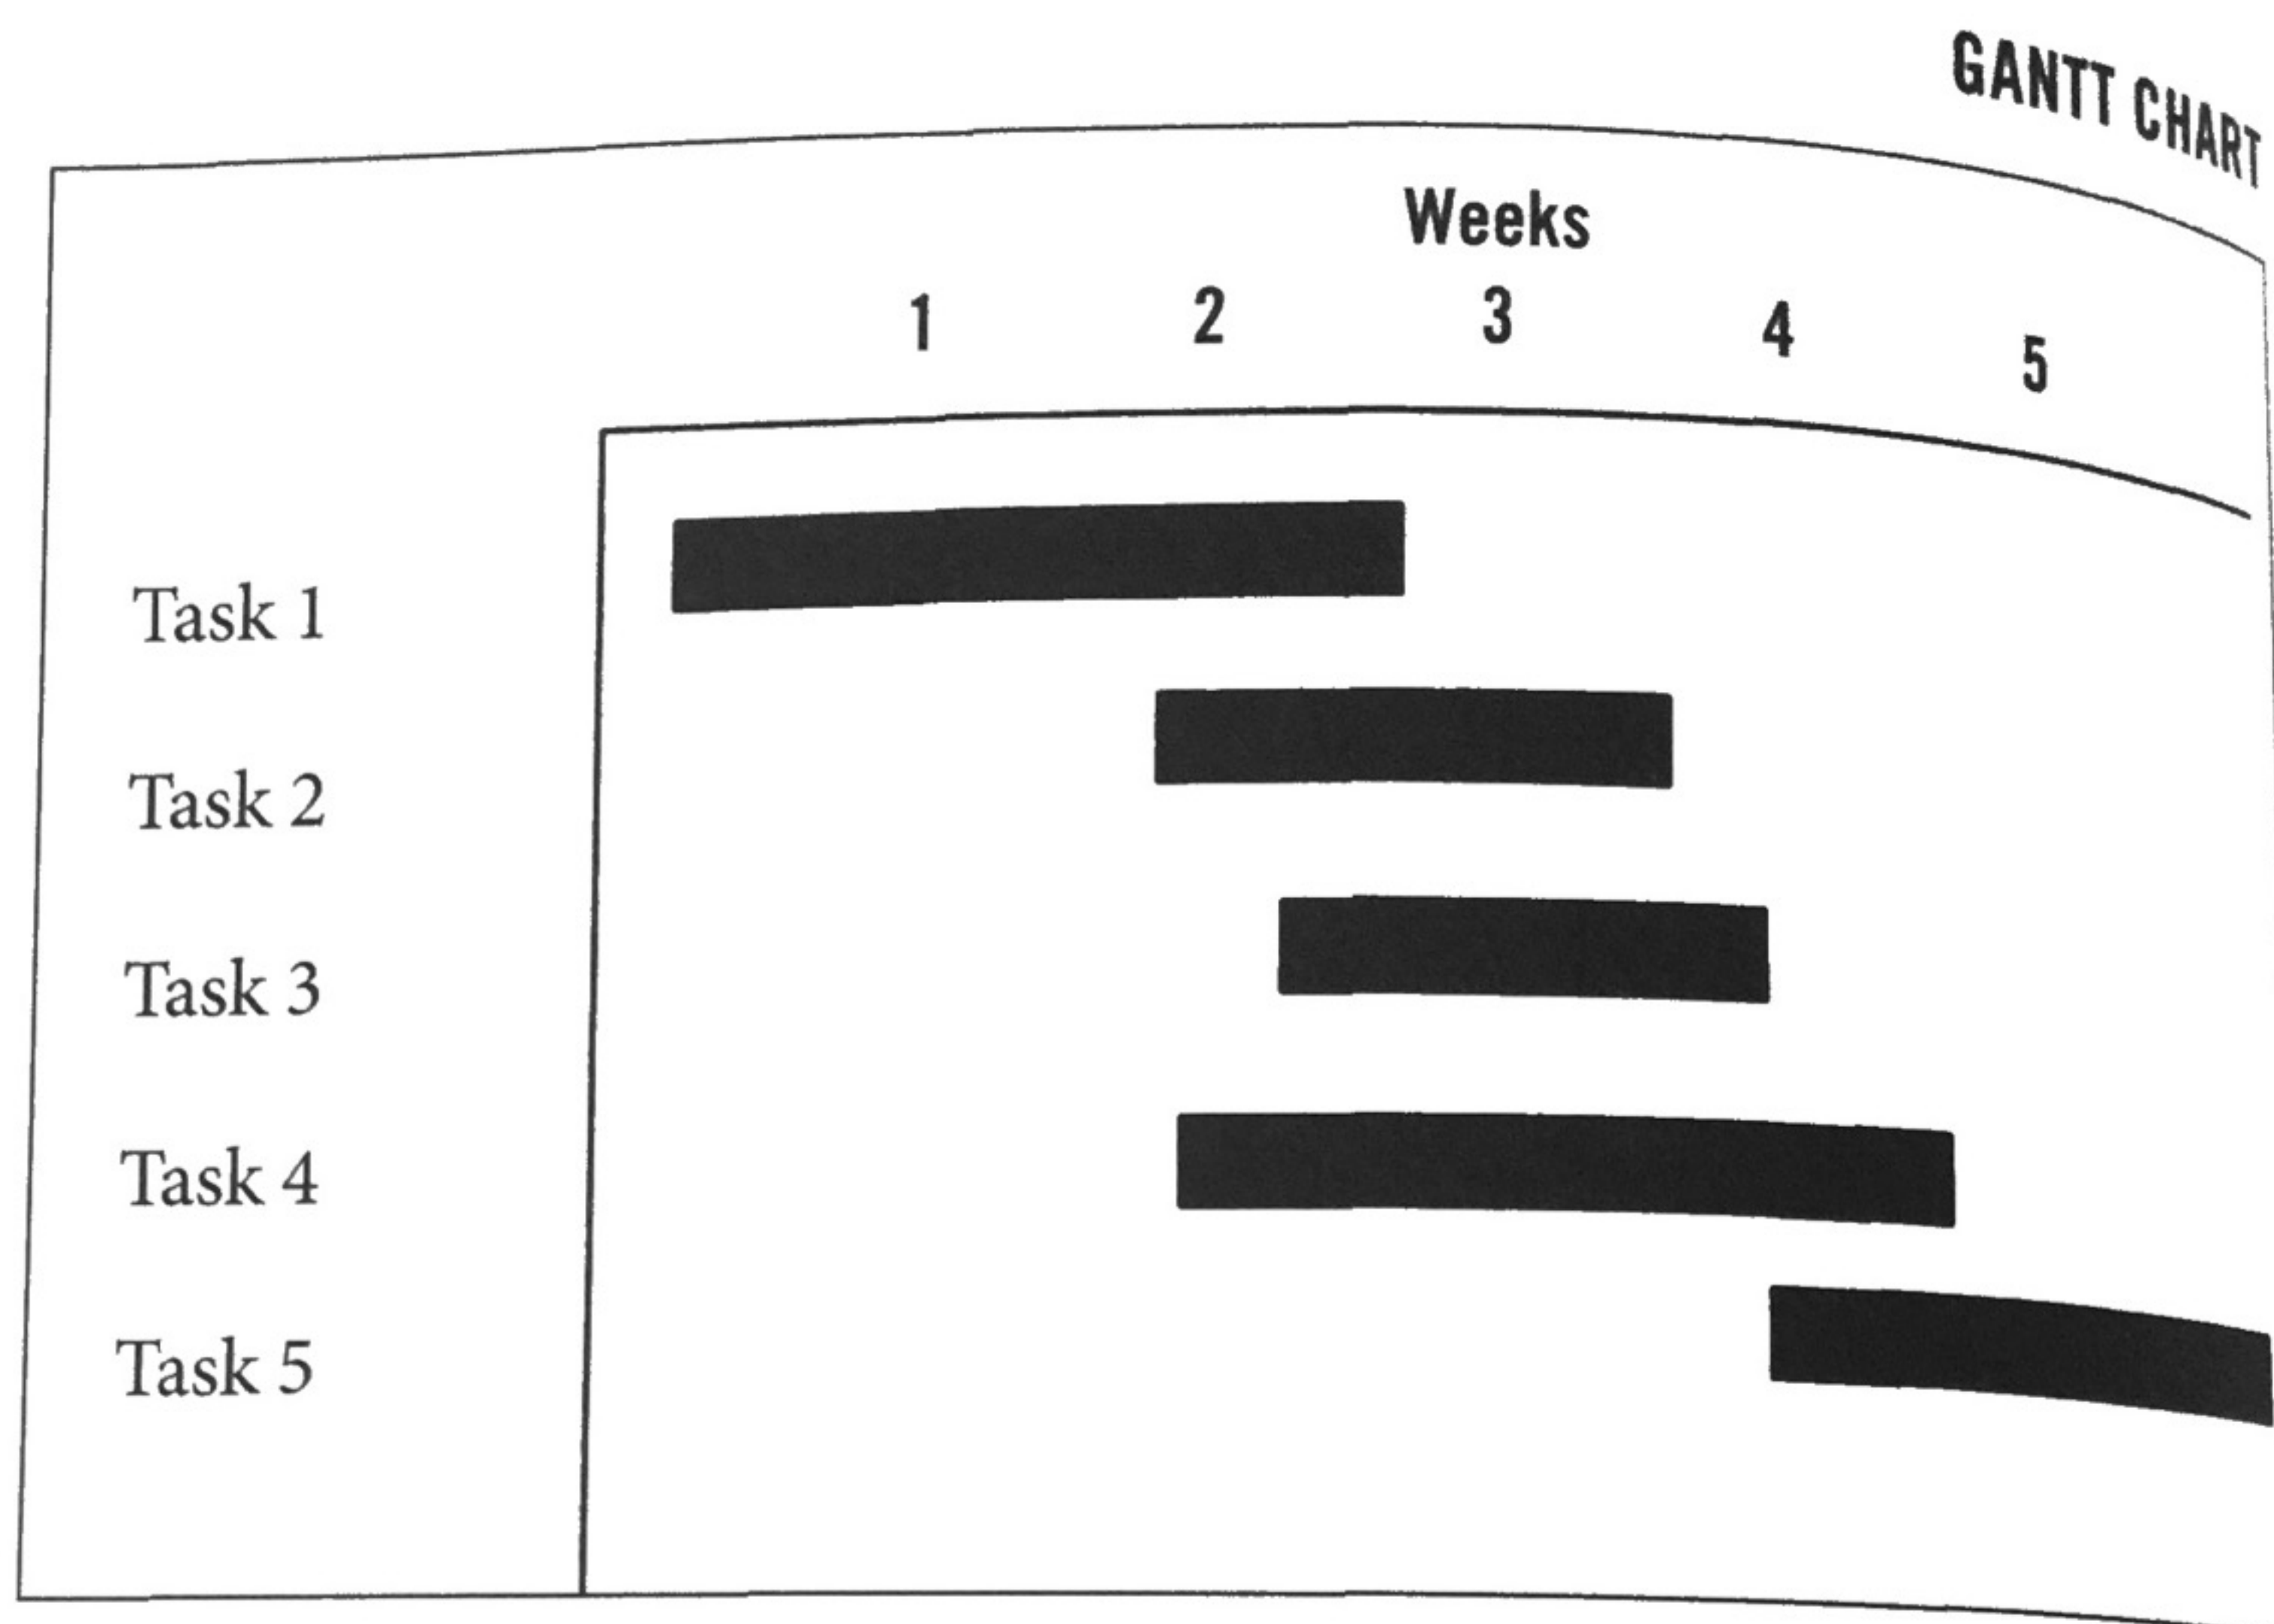 GANTT CHART
Weeks
1 2 3 4 5
Task 1
Task 2
Task 3
Task 4
Task 5